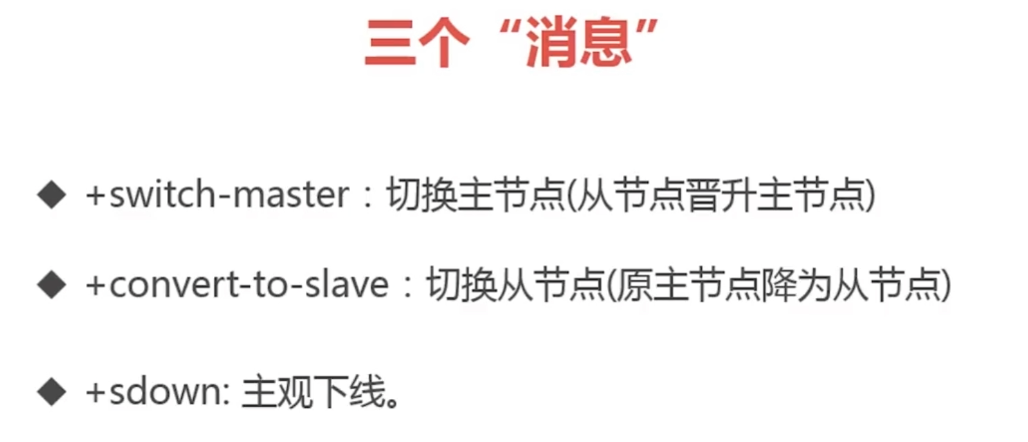 三个“消息”
◆ +switch-master：切换主节点(从节点晋升主节点)
◆ +convert-to-slave：切换从节点(原主节点降为从节点)
◆ +sdown: 主观下线。